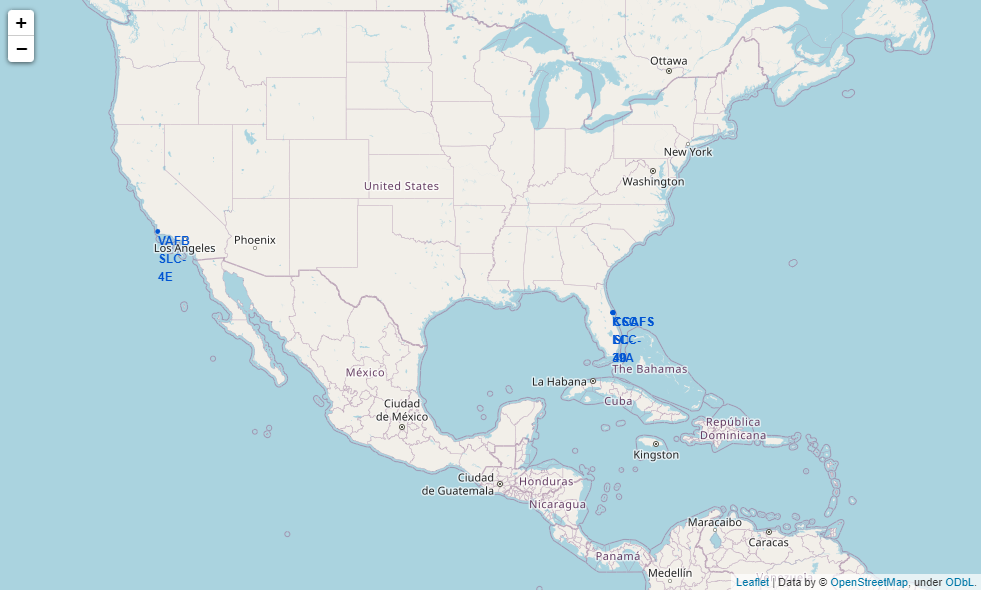 +
−
Ottawa
New York
Washington
United States
VAFB
Los Angeles
SLC-
4E
Phoenix
The Bahamas
México
La Habana
Cuba
Ciudad
de México
República
Dominicana
Kingston
Ciudad
de Guatemala
Honduras
Nicaragua
Maracaibo
Caracas
Panamá
Medellín
Leaflet | Data by © OpenStreetMap, under ODbL.